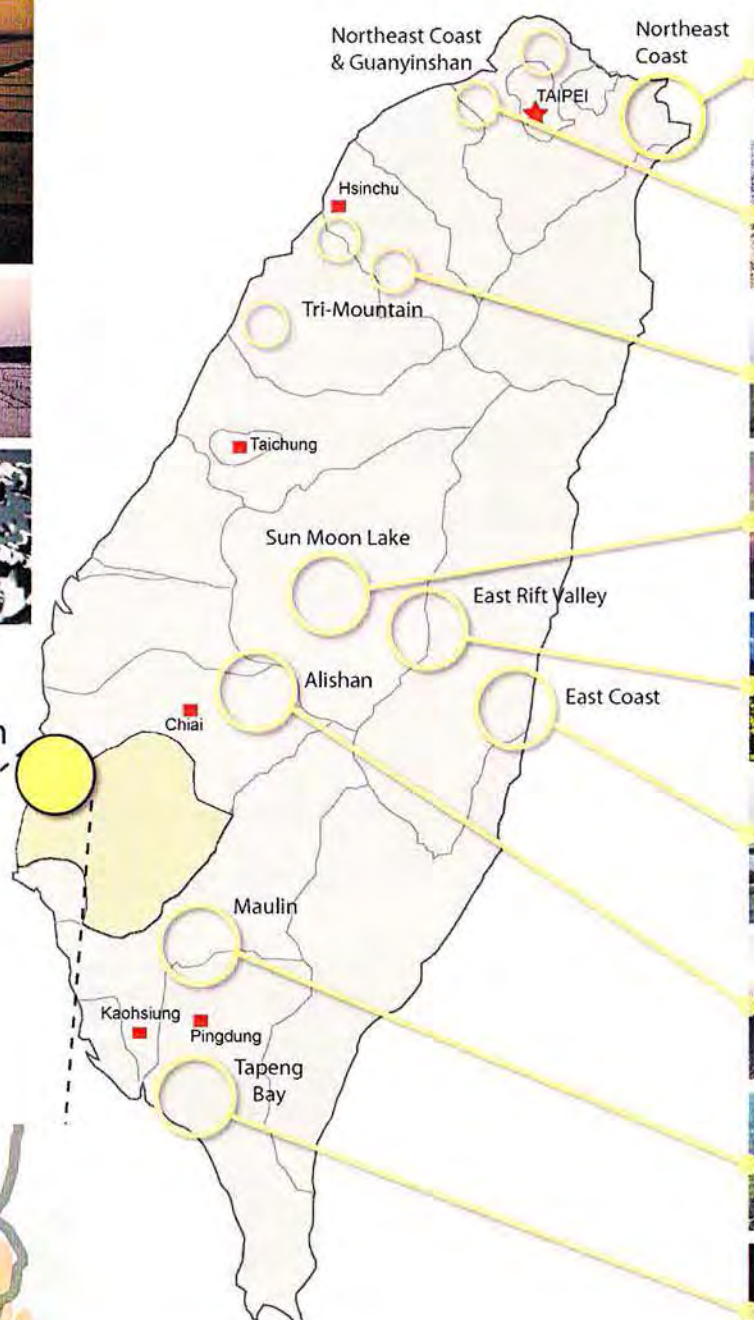 Northeast Coast
& Guanyinshan
Northeast
Coast
TAIPEI
Hsinchu
Tri-Mountain
Taichung
Sun Moon Lake
East Rift Valley
Alishan
East Coast
Chiai
Maulin
Kaohsiung
Pingdung
Tapeng
Bay